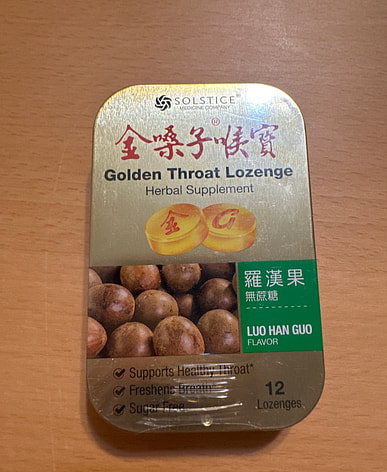 SOLSTICE
MEDICINE COMPANY
金嗓子喉寶®
Golden Throat Lozenge
Herbal Supplement
金 G
羅漢果
無蔗糖
LUO HAN GUO
FLAVOR
Supports Healthy Throat*
Freshens Breath*
Sugar Free
12
Lozenges